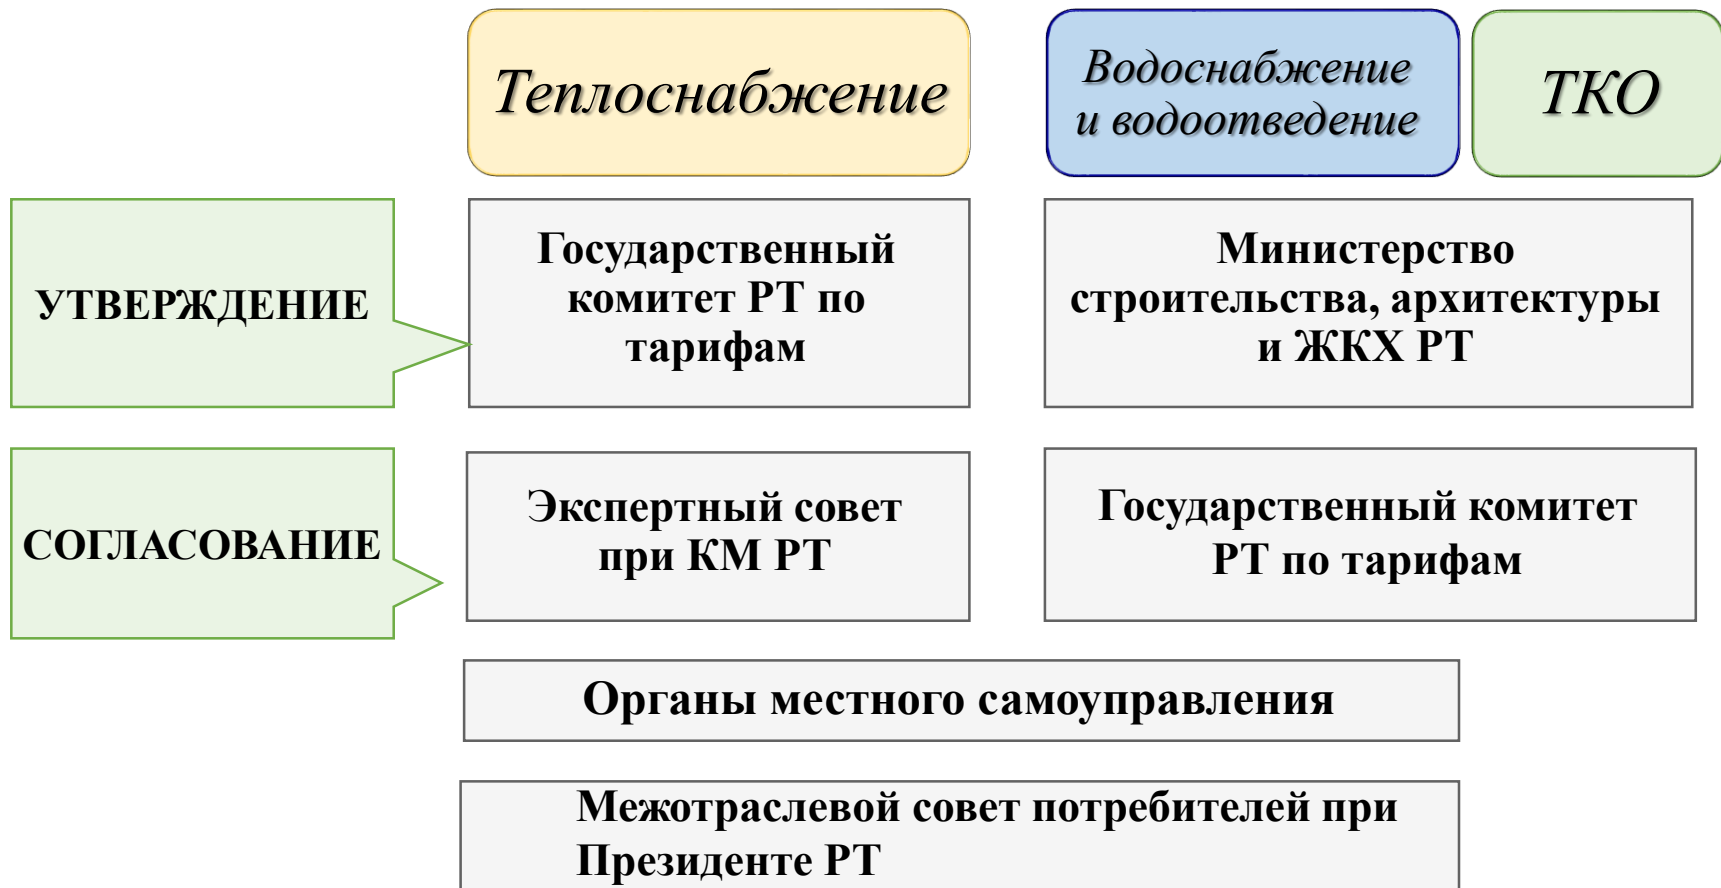 Теплоснабжение
Водоснабжение
и водоотведение
ТКО
УТВЕРЖДЕНИЕ
Государственный
комитет РТ по
тарифам
Министерство
строительства, архитектуры
и ЖКХ РТ
СОГЛАСОВАНИЕ
Экспертный совет
при КМ РТ
Государственный комитет
РТ по тарифам
Органы местного самоуправления
Межотраслевой совет потребителей при
Президенте РТ